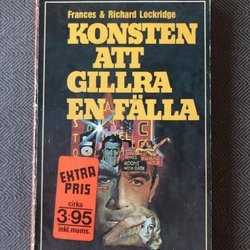 Frances & Richard Lockridge
KONSTEN
ATT
GILLRA
EN FÄLLA
EXTRA
PRIS
cirka
3:95
inkl.moms.